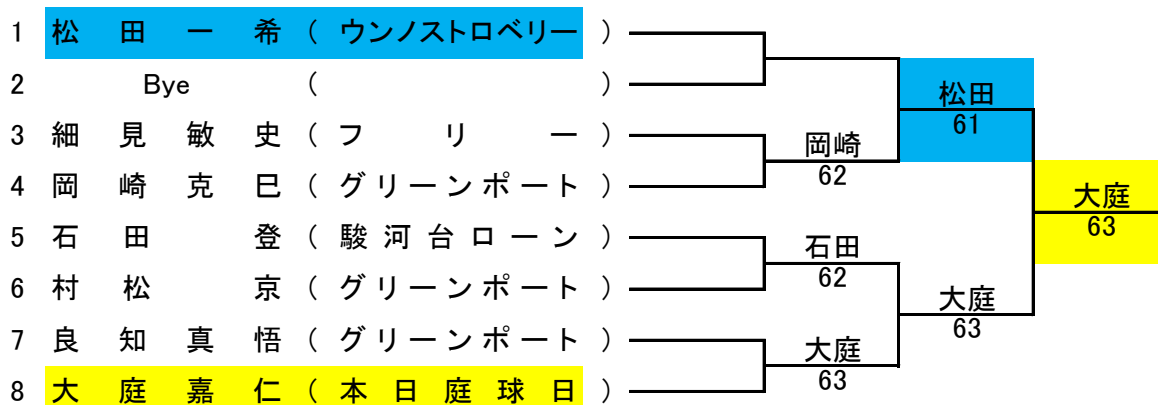 1 松田一希（ウンノストロベリー）
2 Bye（ ）
3 細見敏史（フリー）
4 岡崎克巳（グリーンポート）
5 石田登（駿河台ローン）
6 村松京（グリーンポート）
7 良知真悟（グリーンポート）
8 大庭嘉仁（本日庭球日）
岡崎
62
石田
62
大庭
63
松田
61
大庭
63
大庭
63